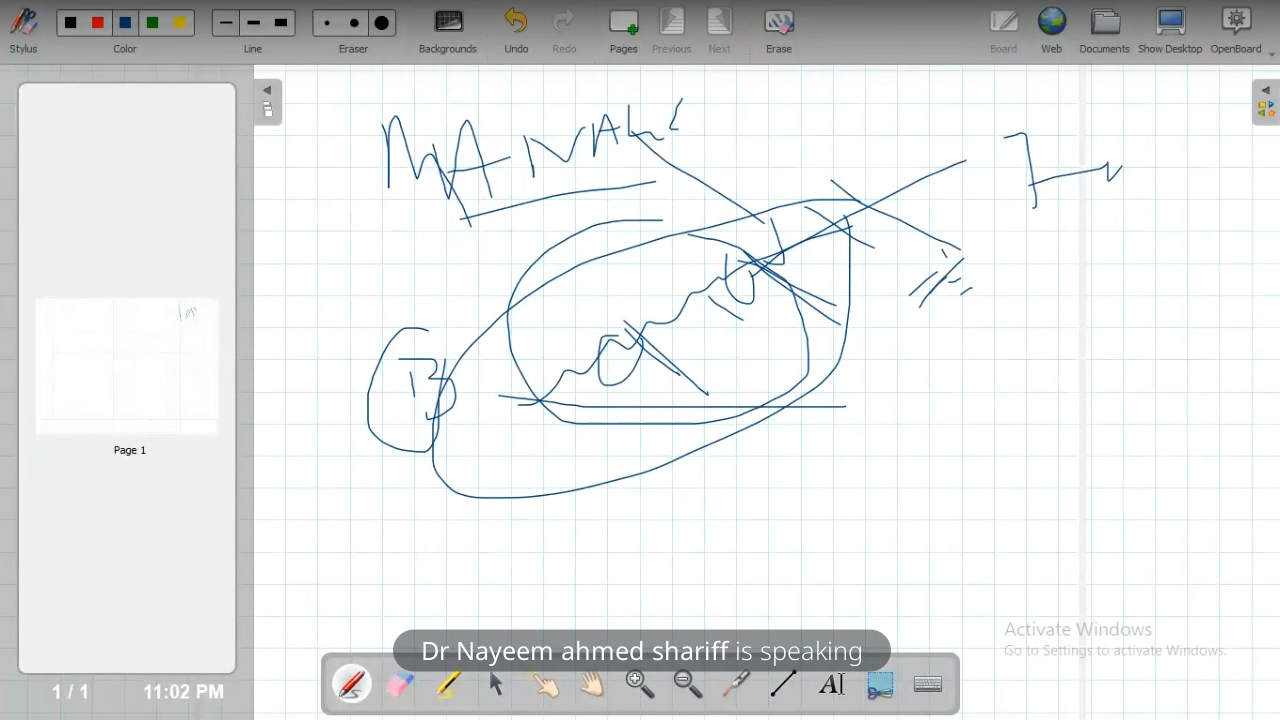 Stylus
Color
Line
Eraser
Backgrounds
Undo
Redo
Pages
Previous
Next
Erase
Board
Web
Documents
Show Desktop
OpenBoard
Page 1
Activate Windows
Go to Settings to activate Windows.
Dr Nayeem ahmed shariff is speaking
1 / 1
11:02 PM